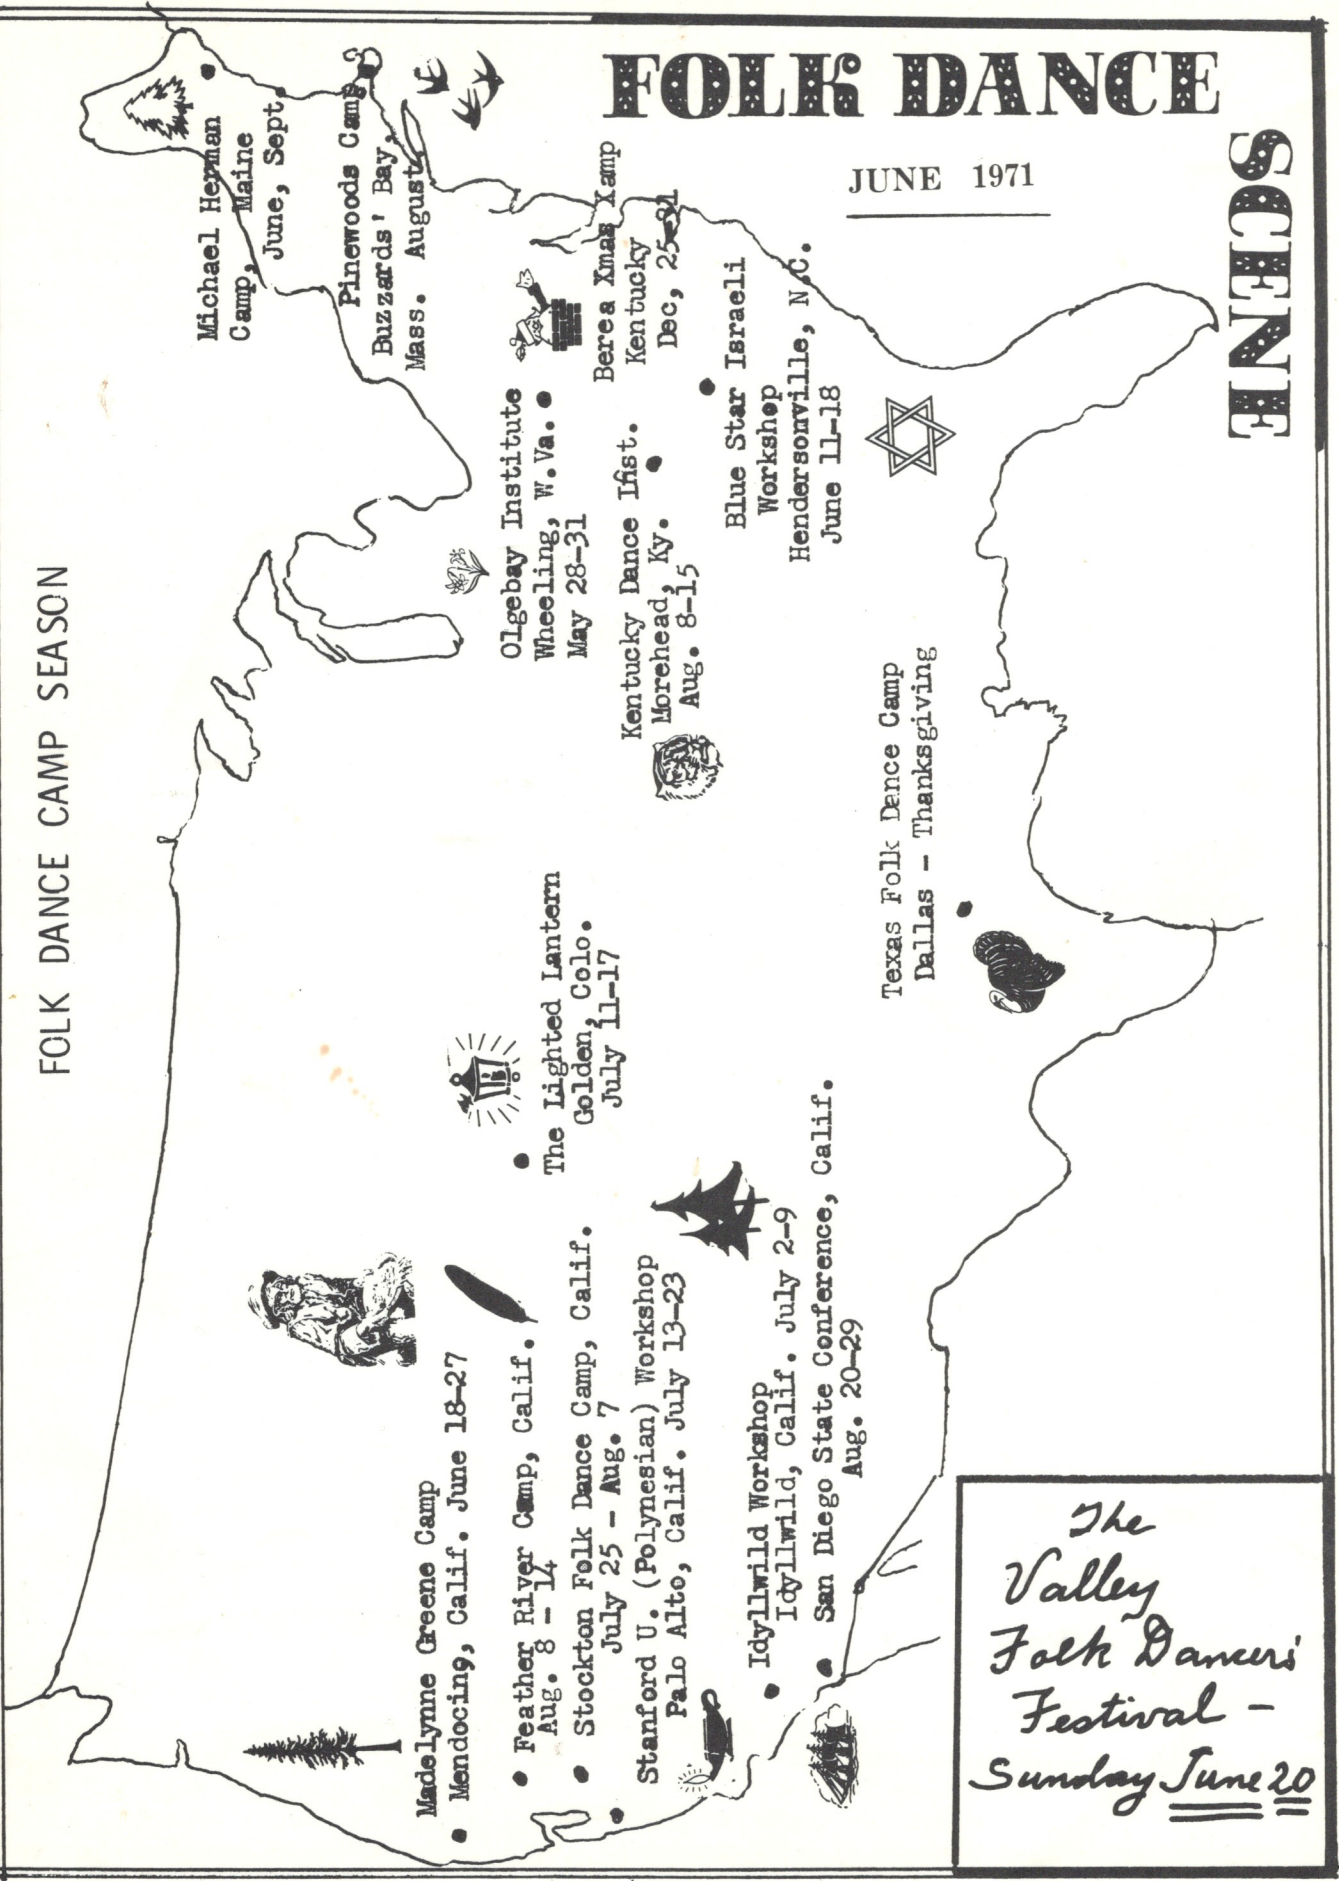 FOLK DANCE
SCENE
JUNE 1971
FOLK DANCE CAMP SEASON
Michael Herman
Camp, Maine
June, Sept.
Pinewoods Camp
Buzzards' Bay,
Mass. August
Olgebay Institute
Wheeling, W.Va.
May 28-31
Berea Xmas Xamp
Kentucky
Dec, 25-31
Kentucky Dance Inst.
Morehead, Ky.
Aug. 8-15
Blue Star Israeli
Workshop
Hendersonville, N.C.
June 11-18
Texas Folk Dance Camp
Dallas - Thanksgiving
The Lighted Lantern
Golden, Colo.
July 11-17
Madelynne Greene Camp
Mendocing, Calif. June 18-27
Feather River Camp, Calif.
Aug. 8 - 14
Stockton Folk Dance Camp, Calif.
July 25 - Aug. 7
Stanford U. (Polynesian) Workshop
Palo Alto, Calif. July 13-23
Idyllwild Workshop
Idyllwild, Calif. July 2-9
San Diego State Conference, Calif.
Aug. 20-29
The
Valley
Folk Dancers'
Festival -
Sunday June 20